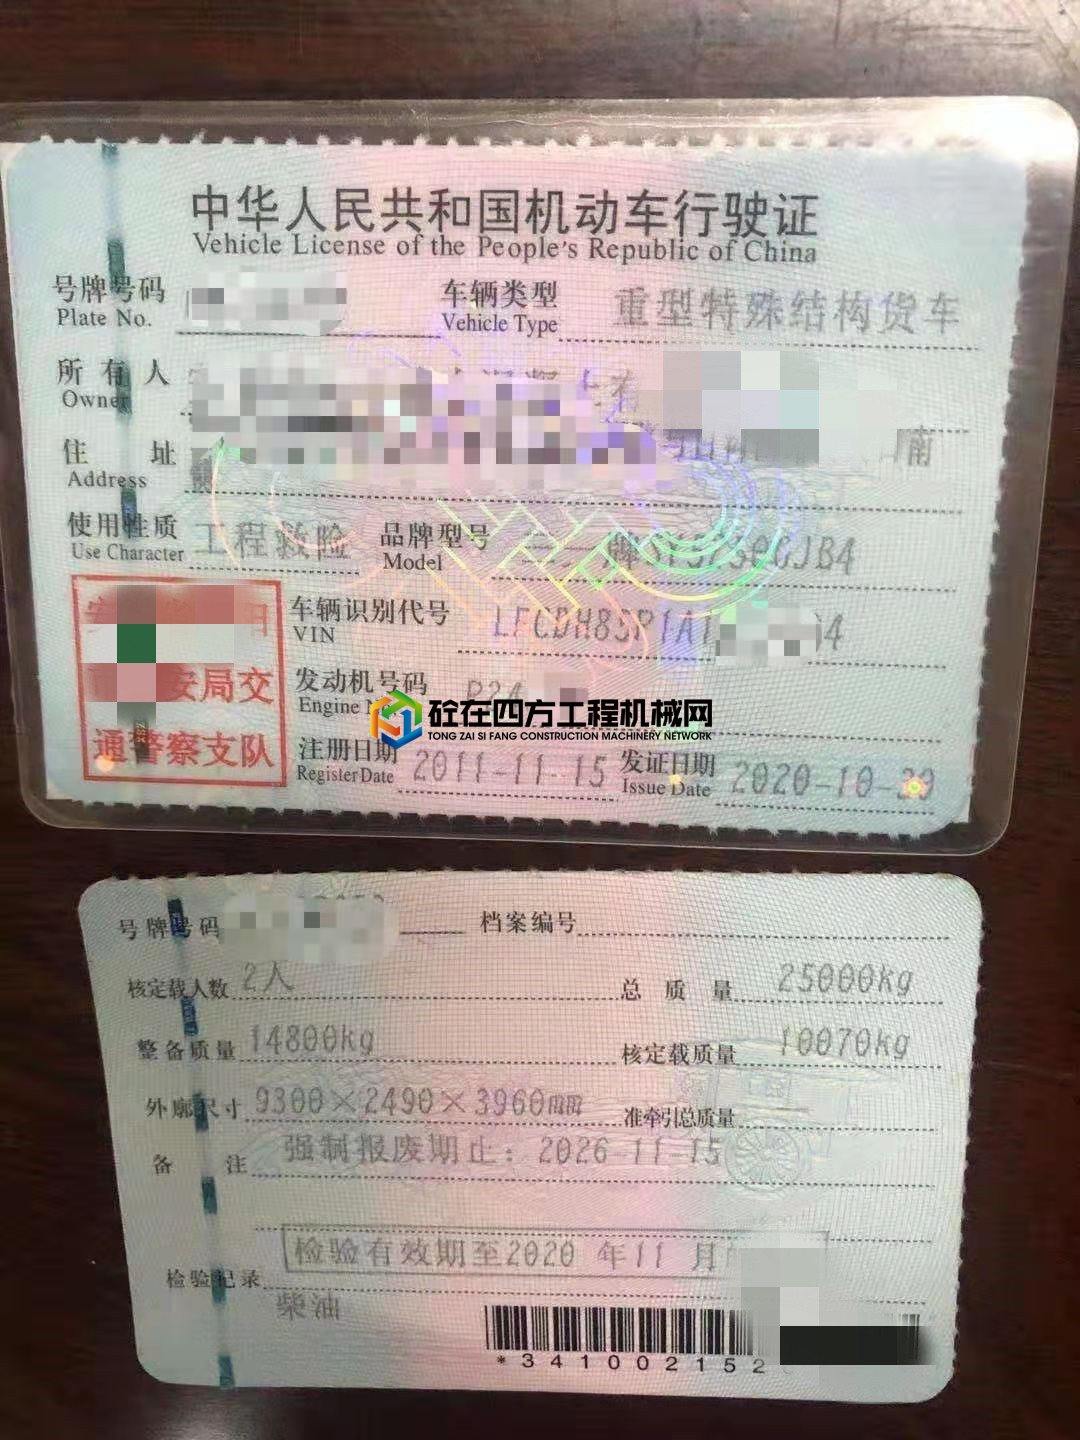 中华人民共和国机动车行驶证
Vehicle License of the People's Republic of China
号牌号码
Plate No.
车辆类型 重型特殊结构货车
Vehicle Type
所有人
Owner
住址 南
Address
使用性质 工程救险 品牌型号
Use Character Model
车辆识别代号 LFCDH83P1A1 4
VIN
发动机号码
Engine No.
安局交
通警察支队
砼在四方工程机械网
TONG ZAI SI FANG CONSTRUCTION MACHINERY NETWORK
注册日期 2011-11-15 发证日期 2020-10-
Register Date Issue Date
号牌号码 档案编号
核定载人数 2人 总质量 25000kg
整备质量 14800kg 核定载质量 10070kg
外廓尺寸 9300×2490×3960mm 准牵引总质量 —
备注 强制报废期止：2026-11-15
检验有效期至2020 年11 月
检验记录
柴油
*341002152